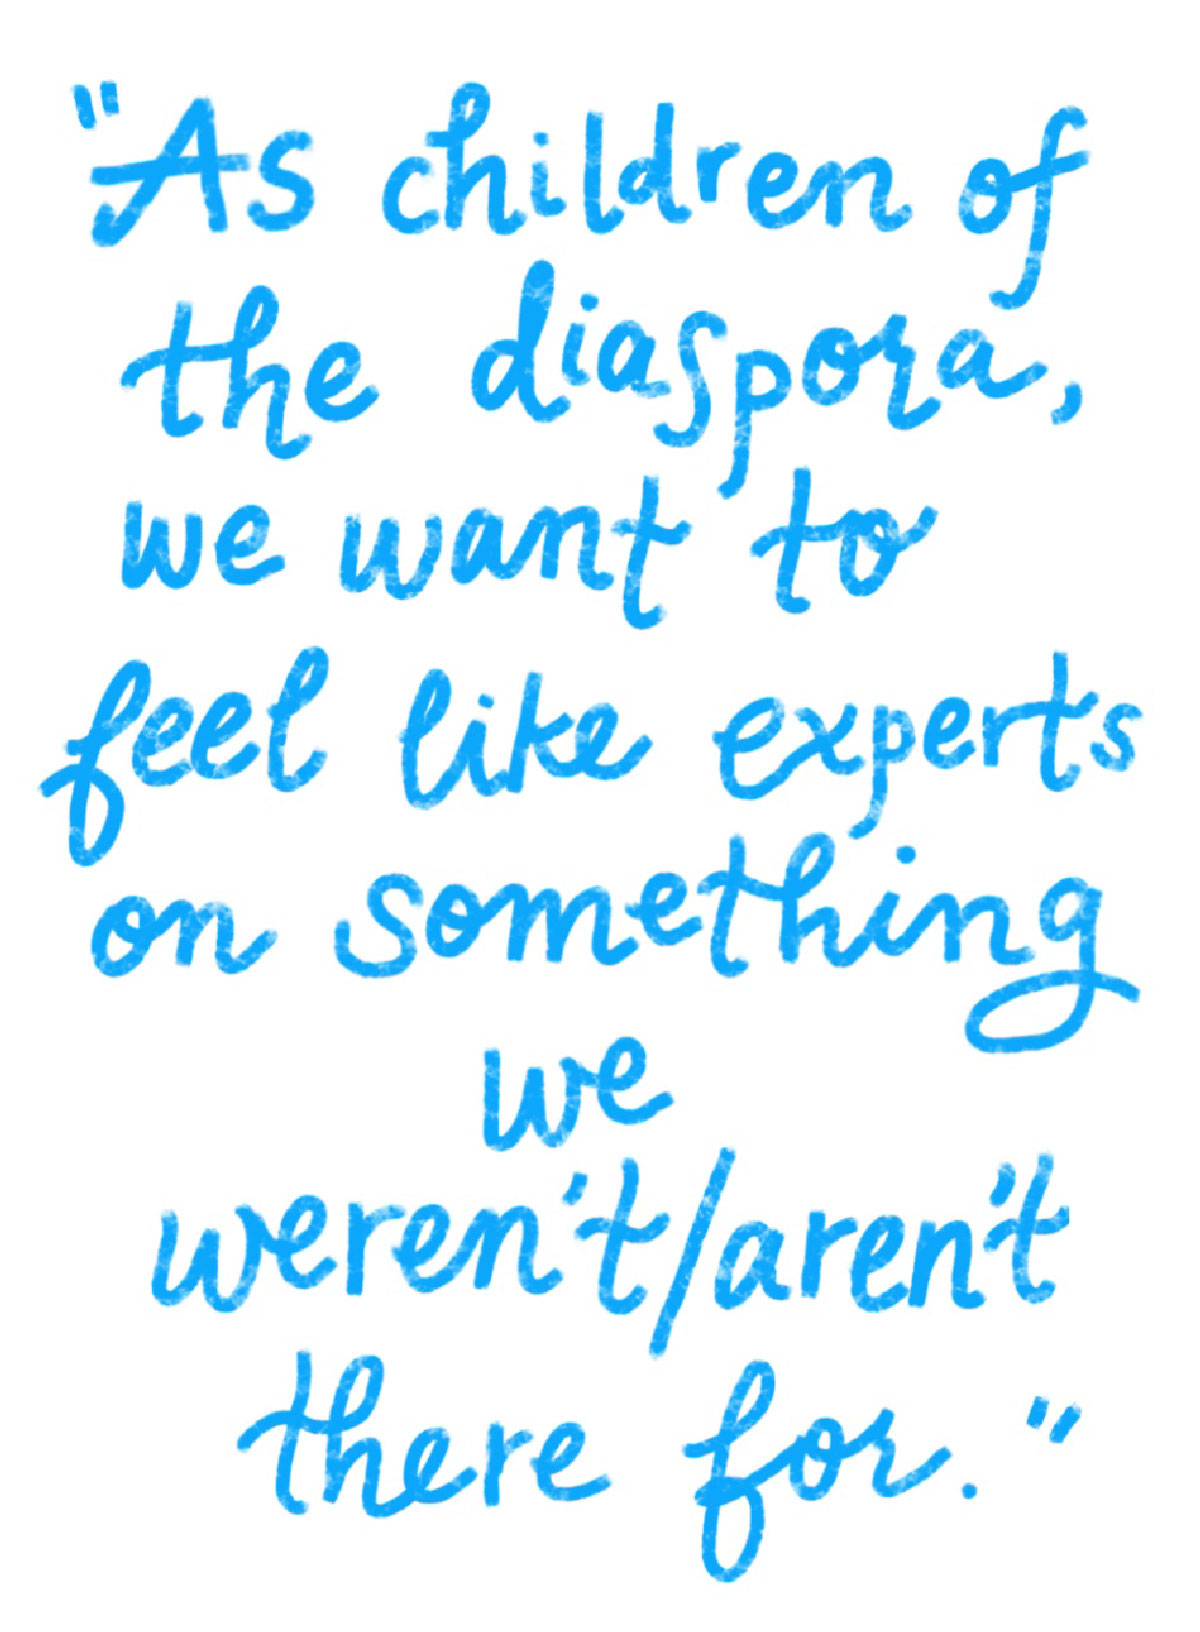 "As children of
the diaspora,
we want to
feel like experts
on something
we
weren't/aren't
there for."